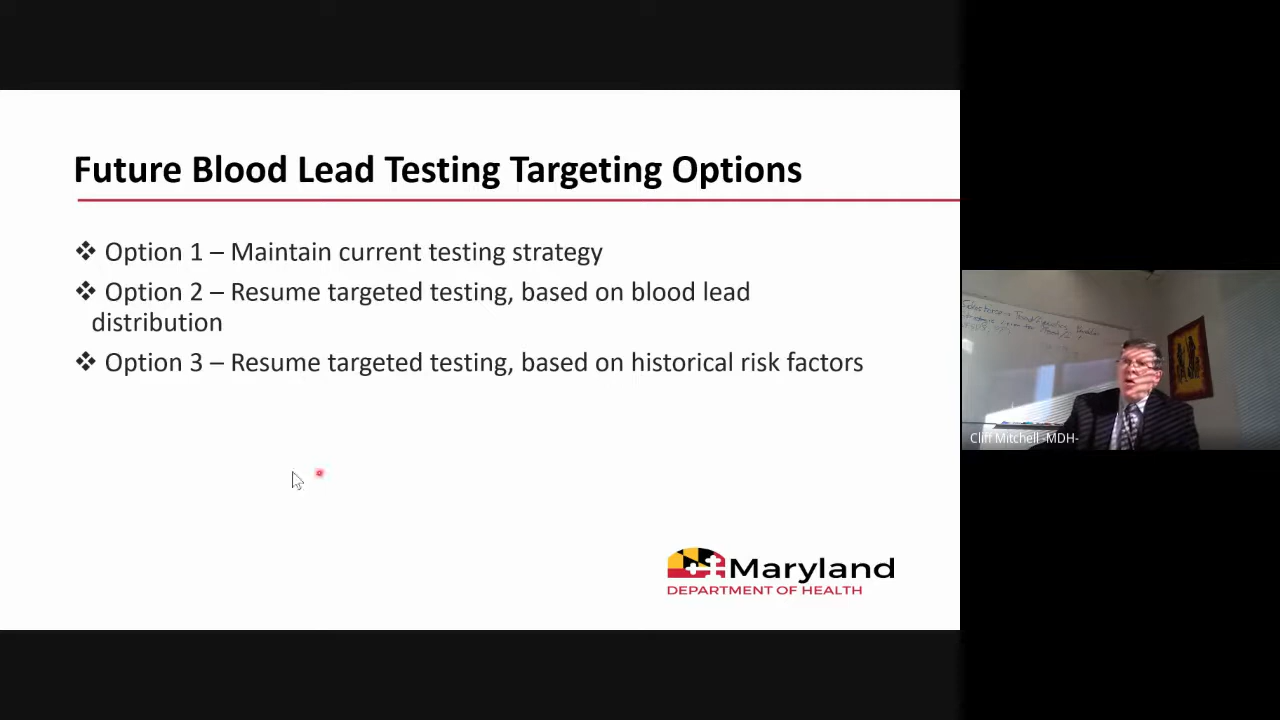 Future Blood Lead Testing Targeting Options
❖ Option 1 – Maintain current testing strategy
❖ Option 2 – Resume targeted testing, based on blood lead
distribution
❖ Option 3 – Resume targeted testing, based on historical risk factors
Maryland
DEPARTMENT OF HEALTH
Cliff Mitchell -MDH-